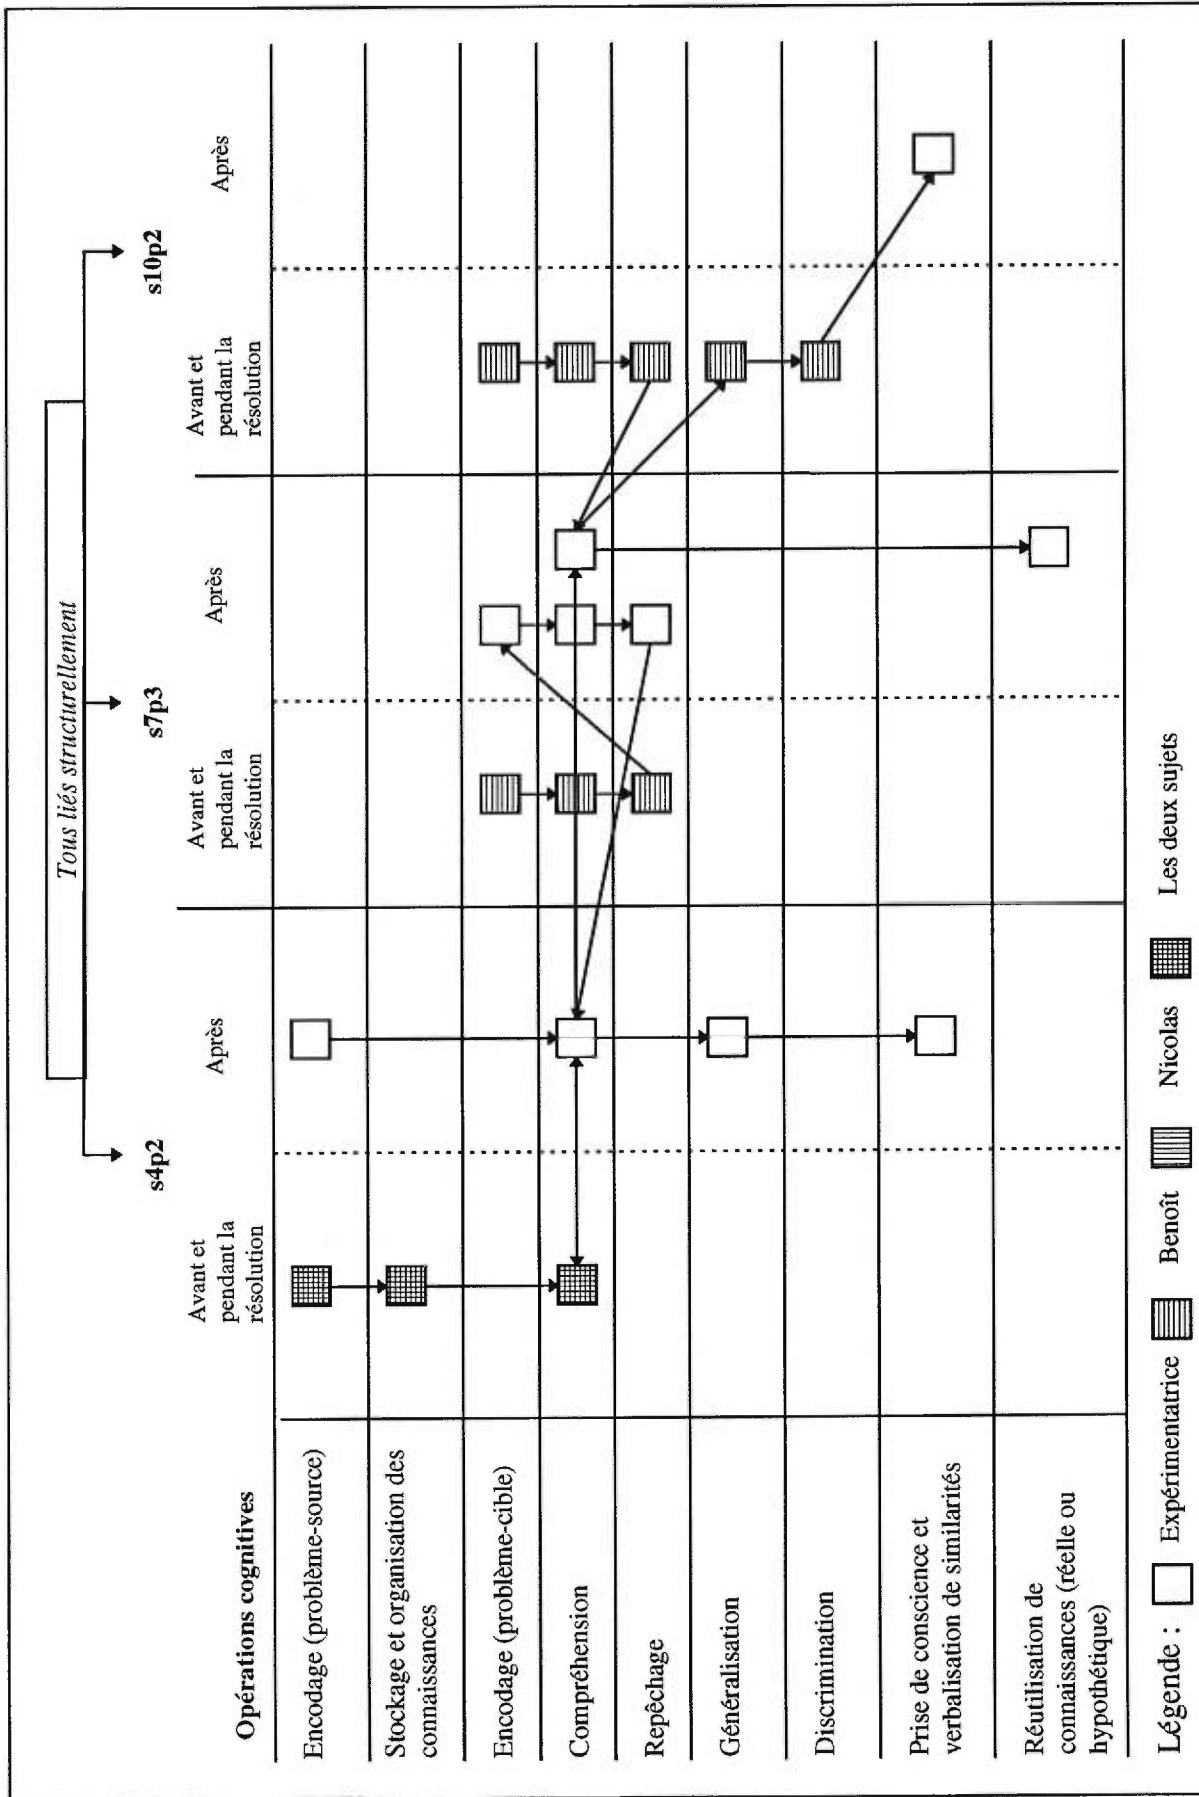 Tous liés structurellement
s4p2
s7p3
s10p2
Opérations cognitives
Avant et
pendant la
résolution
Après
Avant et
pendant la
résolution
Après
Avant et
pendant la
résolution
Après
Encodage (problème-source)
Stockage et organisation des
connaissances
Encodage (problème-cible)
Compréhension
Repêchage
Généralisation
Discrimination
Prise de conscience et
verbalisation de similarités
Réutilisation de
connaissances (réelle ou
hypothétique)
Légende : Expérimentatrice Benoît Nicolas Les deux sujets